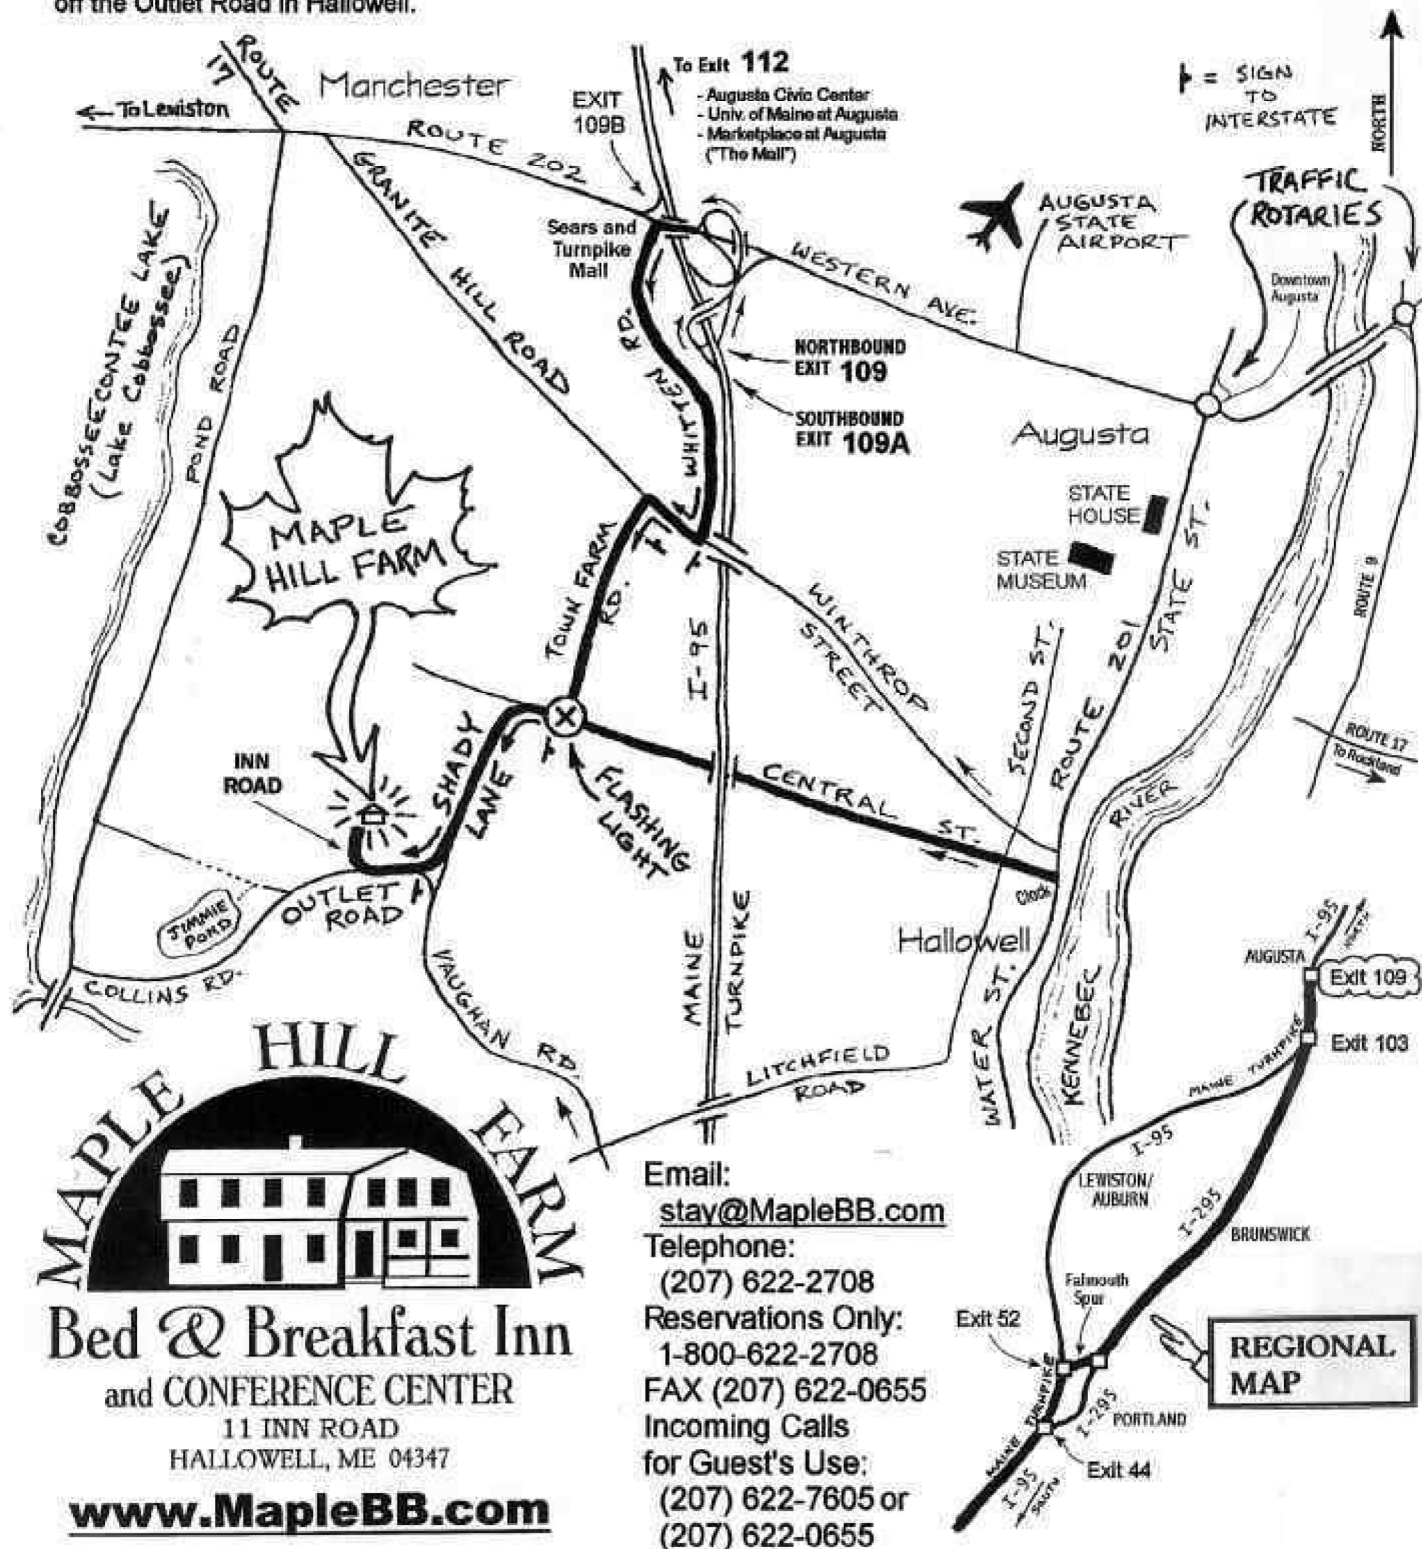 off the Outlet Road in Hallowell.
ROUTE
17
Manchester
To Lewiston
ROUTE 202
EXIT
109B
To Exit 112
- Augusta Civic Center
- Univ. of Maine at Augusta
- Marketplace at Augusta
("The Mall")
= SIGN
TO
INTERSTATE
NORTH
TRAFFIC
ROTARIES
AUGUSTA
STATE
AIRPORT
Downtown
Augusta
COBBOSSEECONTEE LAKE
(Lake Cobbossee)
POND ROAD
GRANITE HILL ROAD
Sears and
Turnpike
Mall
WHITTEN RD.
WESTERN AVE.
NORTHBOUND
EXIT 109
SOUTHBOUND
EXIT 109A
Augusta
STATE
HOUSE
STATE
MUSEUM
STATE ST.
ROUTE 201
ROUTE 9
MAPLE
HILL FARM
TOWN FARM
RD.
I-95
WINTHROP
STREET
SECOND ST.
ROUTE 17
To Rockland
INN
ROAD
SHADY
LANE
FLASHING
LIGHT
CENTRAL ST.
RIVER
Clock
OUTLET
ROAD
JIMMIE
POND
COLLINS RD.
VAUGHAN RD.
MAINE
TURNPIKE
Hallowell
WATER ST.
KENNEBEC
LITCHFIELD
ROAD
I-95
NORTH
AUGUSTA
Exit 109
Exit 103
MAINE TURNPIKE
I-95
LEWISTON/
AUBURN
I-295
BRUNSWICK
Falmouth
Spur
Exit 52
REGIONAL
MAP
MAINE TURNPIKE
I-295
PORTLAND
Exit 44
I-95
SOUTH
MAPLE HILL FARM
Bed & Breakfast Inn
and CONFERENCE CENTER
11 INN ROAD
HALLOWELL, ME 04347
www.MapleBB.com
Email:
stay@MapleBB.com
Telephone:
(207) 622-2708
Reservations Only:
1-800-622-2708
FAX (207) 622-0655
Incoming Calls
for Guest's Use:
(207) 622-7605 or
(207) 622-0655